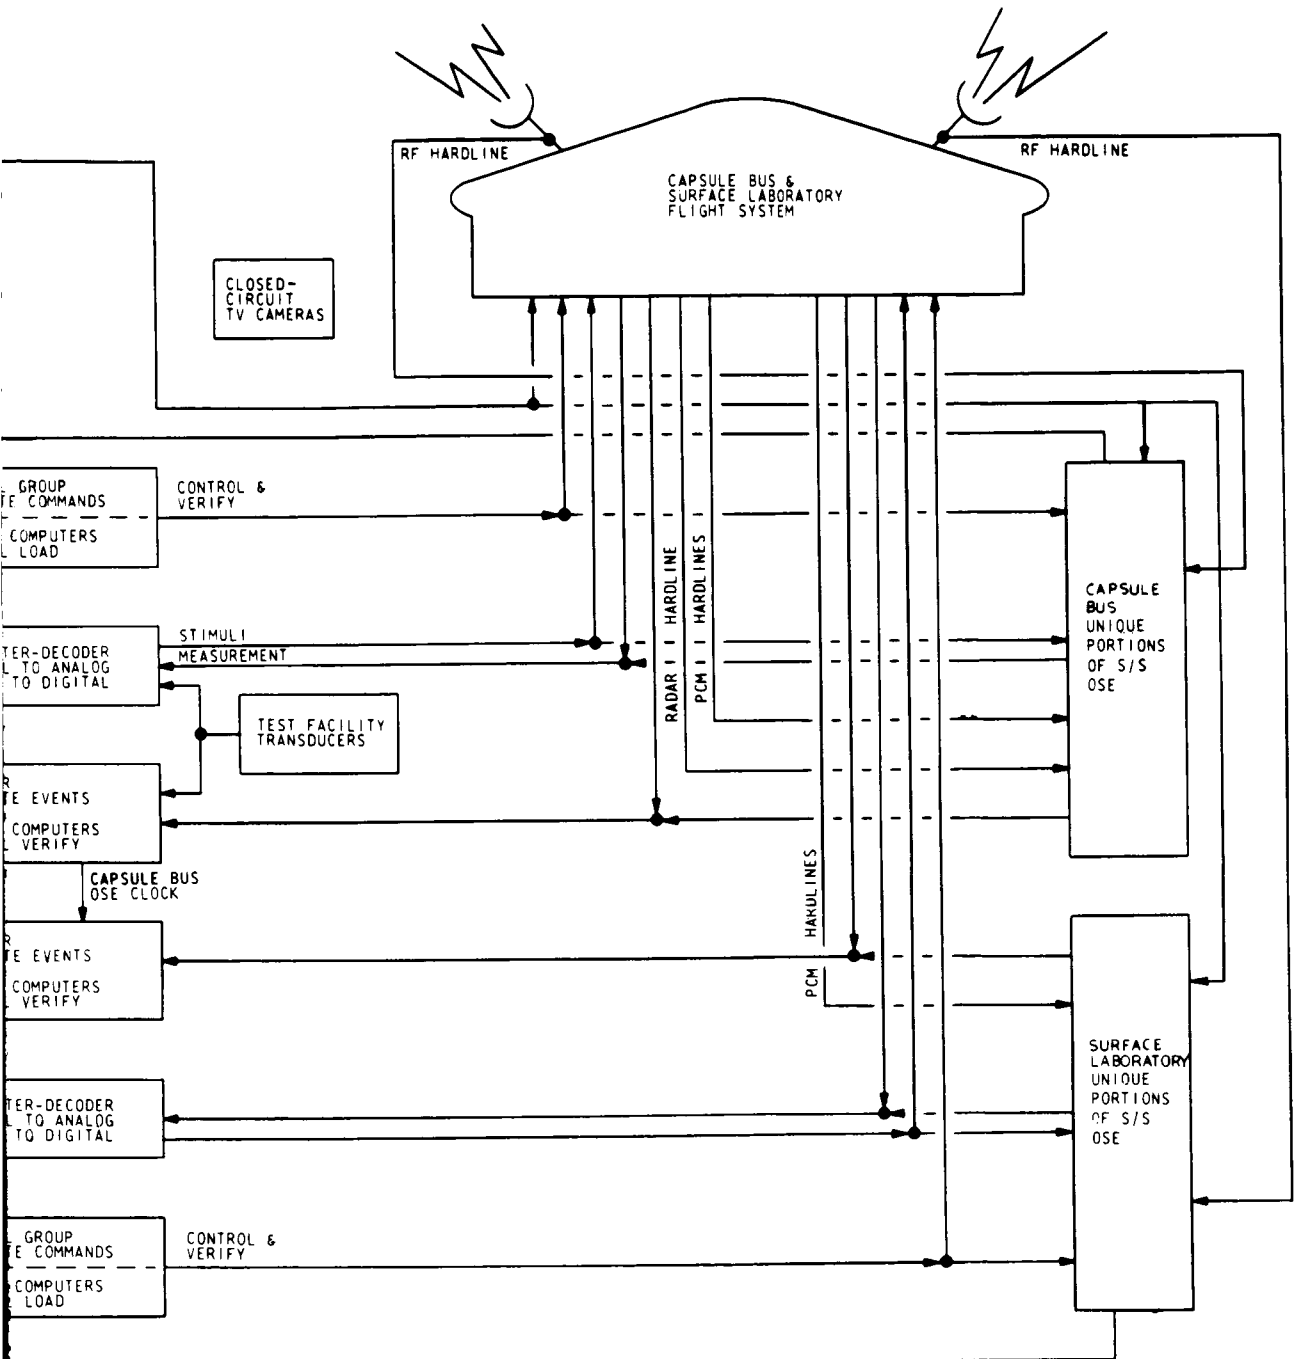 RF HARDLINE
RF HARDLINE
CAPSULE BUS &
SURFACE LABORATORY
FLIGHT SYSTEM
CLOSED-
CIRCUIT
TV CAMERAS
GROUP
COMMANDS
COMPUTERS
LOAD
CONTROL &
VERIFY
RADAR HARDLINE
PCM HARDLINES
CAPSULE
BUS
UNIQUE
PORTIONS
OF S/S
OSE
STIMULI
MEASUREMENT
TER-DECODER
L TO ANALOG
TO DIGITAL
TEST FACILITY
TRANSDUCERS
R
TE EVENTS
COMPUTERS
VERIFY
CAPSULE BUS
OSE CLOCK
PCM HARDLINES
R
TE EVENTS
COMPUTERS
VERIFY
SURFACE
LABORATORY
UNIQUE
PORTIONS
OF S/S
OSE
TER-DECODER
L TO ANALOG
TO DIGITAL
GROUP
COMMANDS
COMPUTERS
LOAD
CONTROL &
VERIFY